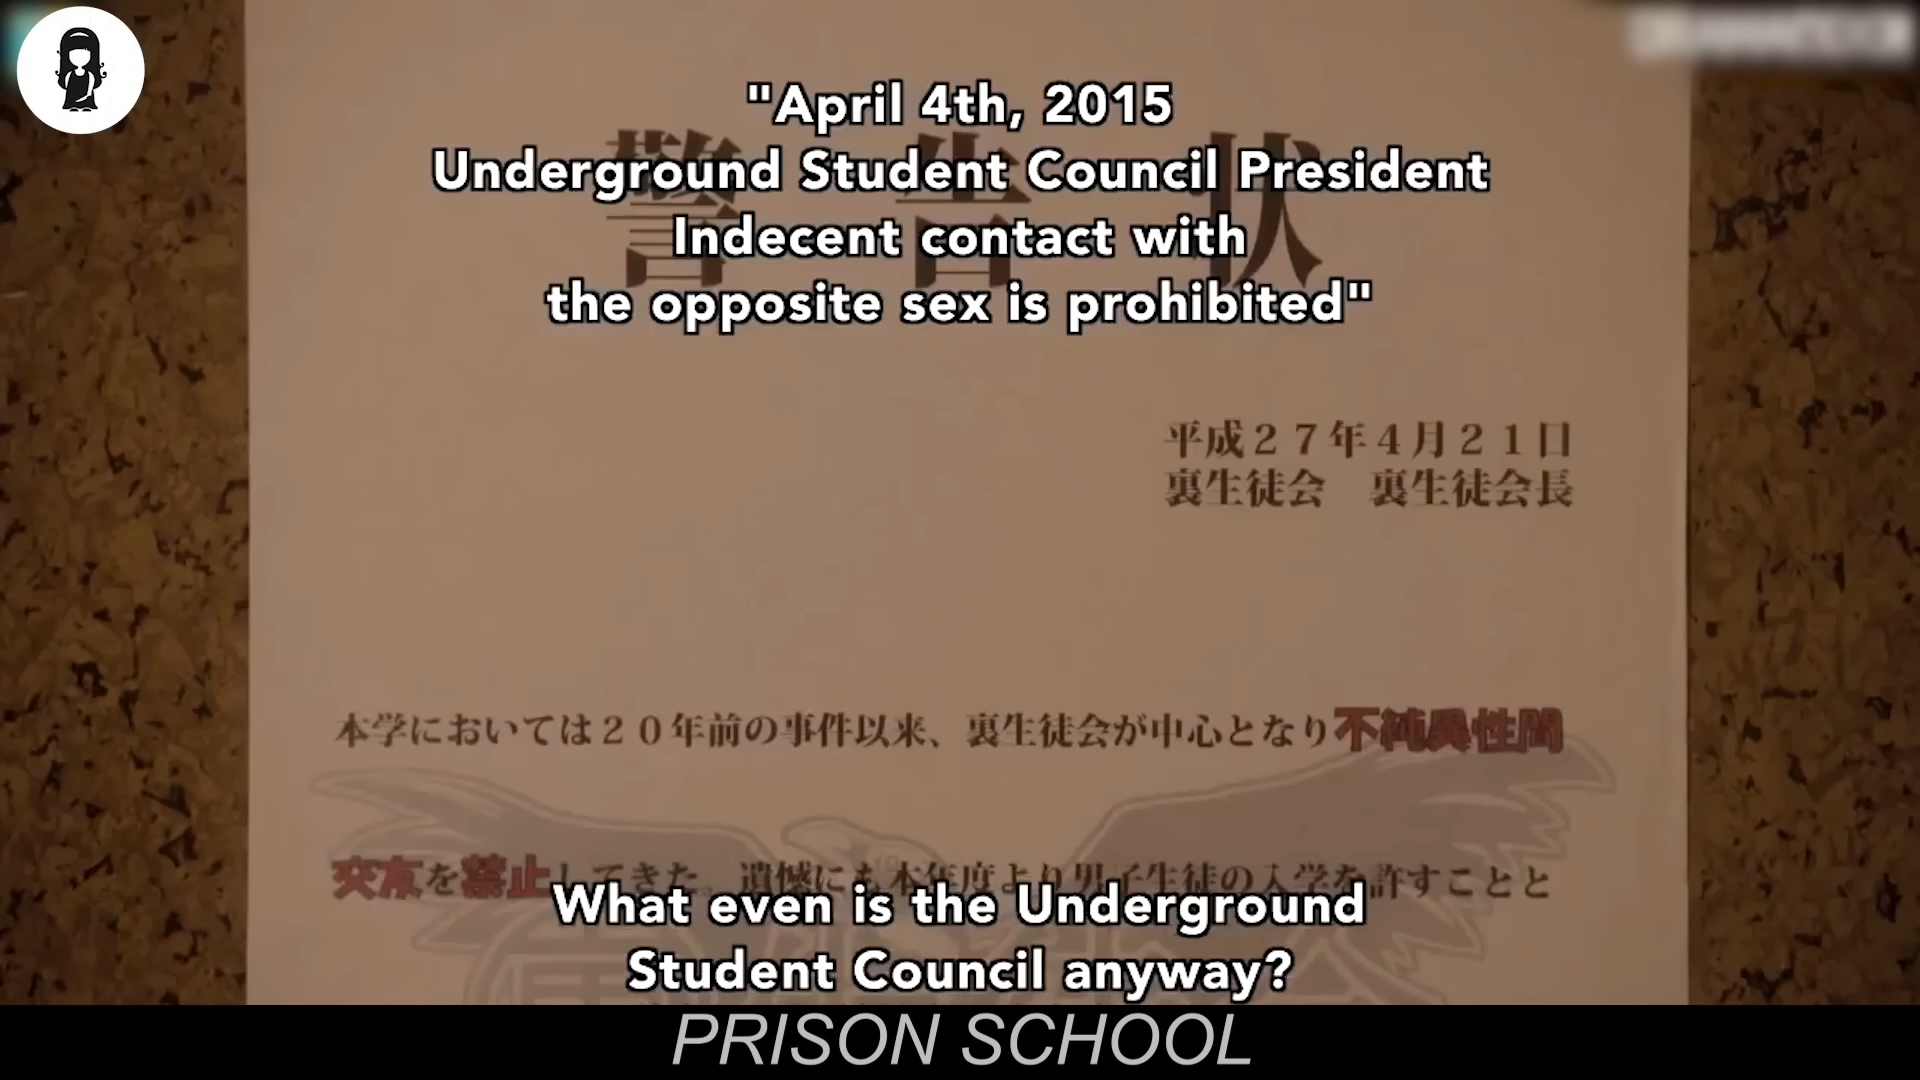 "April 4th, 2015
Underground Student Council President
Indecent contact with
the opposite sex is prohibited"
警告状
平成27年4月21日
裏生徒会 裏生徒会長
本学においては20年前の事件以来、裏生徒会が中心となり不純異性間
交友を禁止してきた。遺憾にも本年度より男子生徒の入学を許すことと
What even is the Underground
Student Council anyway?
PRISON SCHOOL